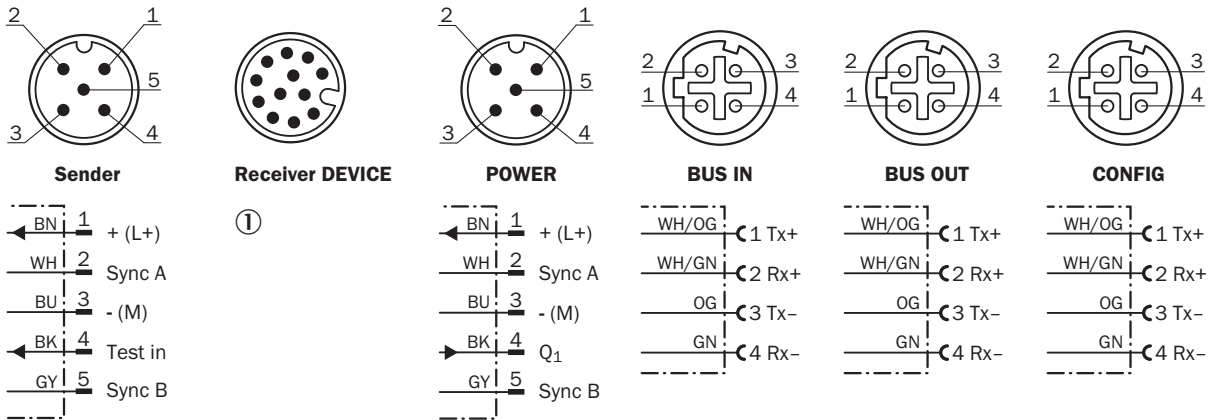 2 1
5
3 4
Sender
BN 1 + (L+)
WH 2 Sync A
BU 3 - (M)
BK 4 Test in
GY 5 Sync B
Receiver DEVICE
①
2 1
5
3 4
POWER
BN 1 + (L+)
WH 2 Sync A
BU 3 - (M)
BK 4 Q1
GY 5 Sync B
2 3
1 4
BUS IN
WH/OG 1 Tx+
WH/GN 2 Rx+
OG 3 Tx–
GN 4 Rx–
2 3
1 4
BUS OUT
WH/OG 1 Tx+
WH/GN 2 Rx+
OG 3 Tx–
GN 4 Rx–
2 3
1 4
CONFIG
WH/OG 1 Tx+
WH/GN 2 Rx+
OG 3 Tx–
GN 4 Rx–